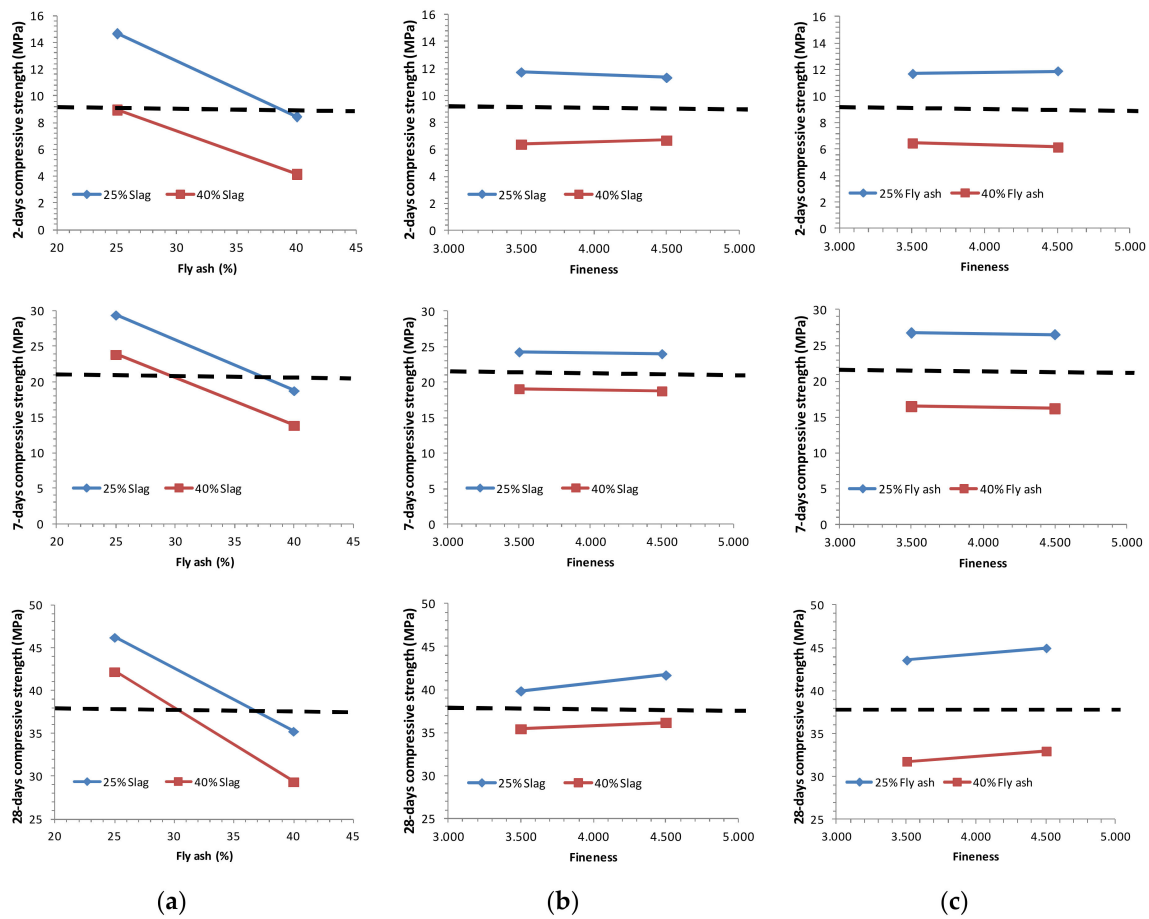 2-days compressive strength (MPa)
16
14
12
10
8
6
4
2
0
25% Slag
40% Slag
20 25 30 35 40 45
Fly ash (%)
2-days compressive strength (MPa)
16
14
12
10
8
6
4
2
0
25% Slag
40% Slag
3.000 3.500 4.000 4.500 5.000
Fineness
2-days compressive strength (MPa)
16
14
12
10
8
6
4
2
0
25% Fly ash
40% Fly ash
3.000 3.500 4.000 4.500 5.000
Fineness
7-days compressive strength (MPa)
30
25
20
15
10
5
0
25% Slag
40% Slag
20 25 30 35 40 45
Fly ash (%)
7-days compressive strength (MPa)
30
25
20
15
10
5
0
25% Slag
40% Slag
3.000 3.500 4.000 4.500 5.000
Fineness
7-days compressive strength (MPa)
30
25
20
15
10
5
0
25% Fly ash
40% Fly ash
3.000 3.500 4.000 4.500 5.000
Fineness
28-days compressive strength (MPa)
50
45
40
35
30
25
25% Slag
40% Slag
20 25 30 35 40 45
Fly ash (%)
28-days compressive strength (MPa)
50
45
40
35
30
25
25% Slag
40% Slag
3.000 3.500 4.000 4.500 5.000
Fineness
28-days compressive strength (MPa)
50
45
40
35
30
25
25% Fly ash
40% Fly ash
3.000 3.500 4.000 4.500 5.000
Fineness
(a)
(b)
(c)